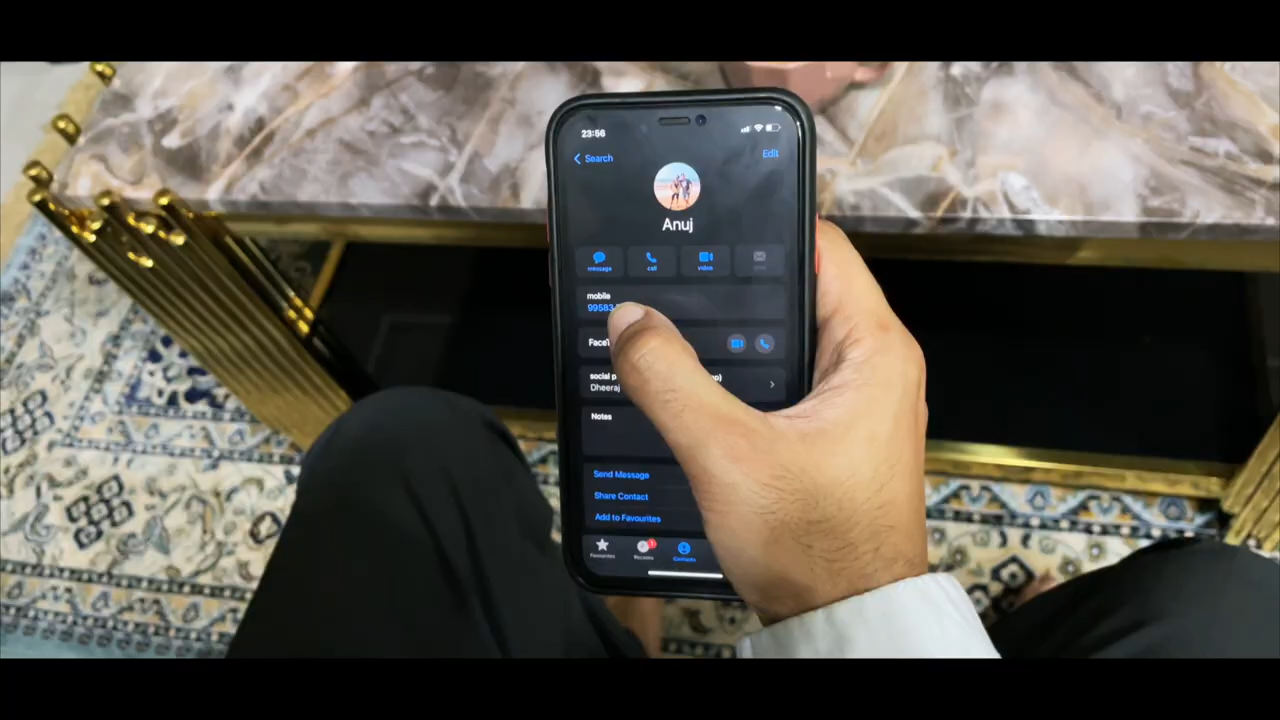 23:56
Search
Edit
Anuj
message
call
video
mobile
99583
FaceT
social p
Dheeraj
Notes
Send Message
Share Contact
Add to Favourites
Favourites
Recents
Contacts